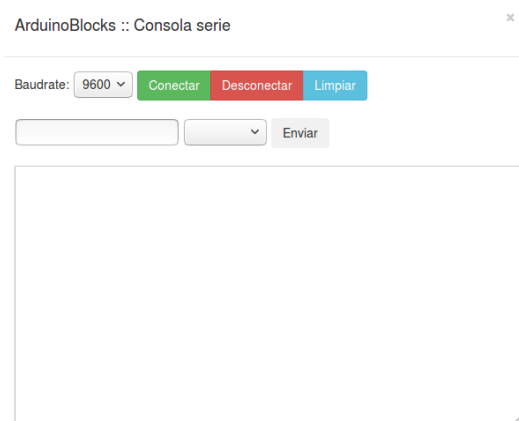 ArduinoBlocks :: Consola serie
×
Baudrate: 9600 Conectar Desconectar Limpiar
Enviar